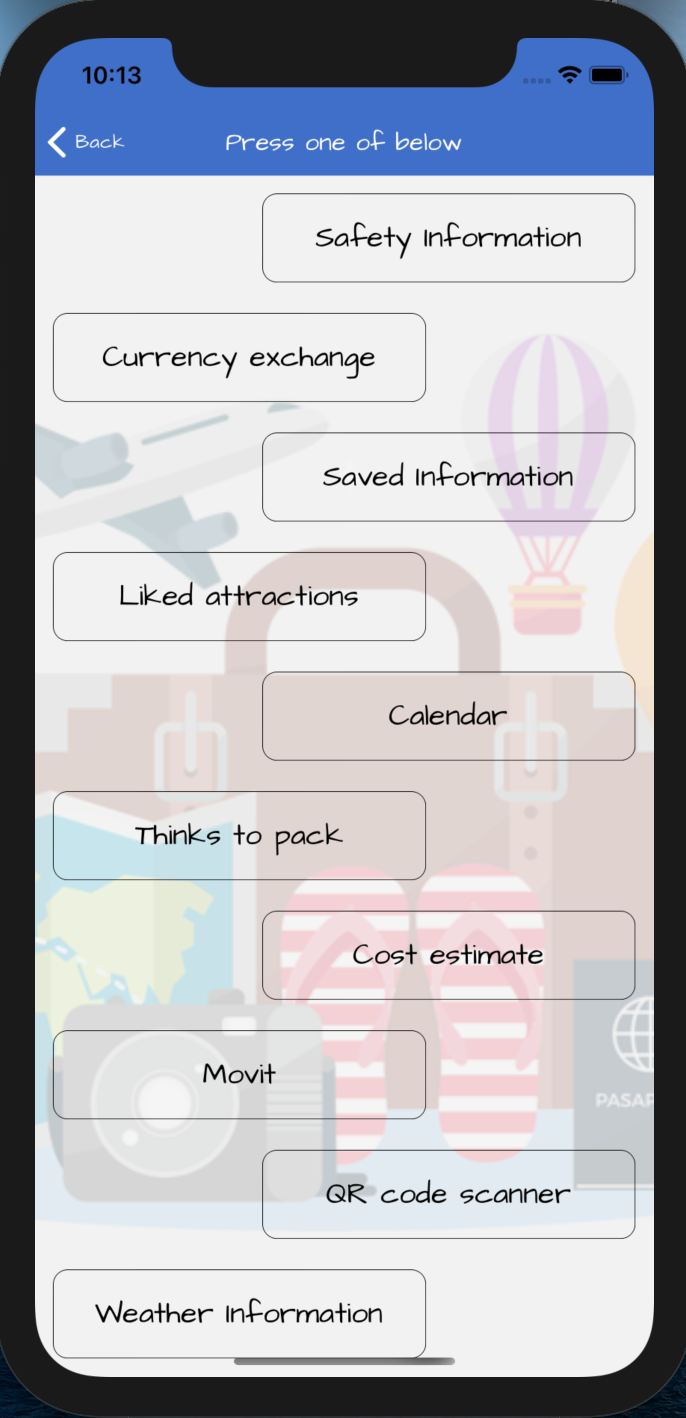 10:13
Back
Press one of below
Safety Information
Currency exchange
Saved Information
Liked attractions
Calendar
Thinks to pack
Cost estimate
Movit
PASAP
QR code scanner
Weather Information